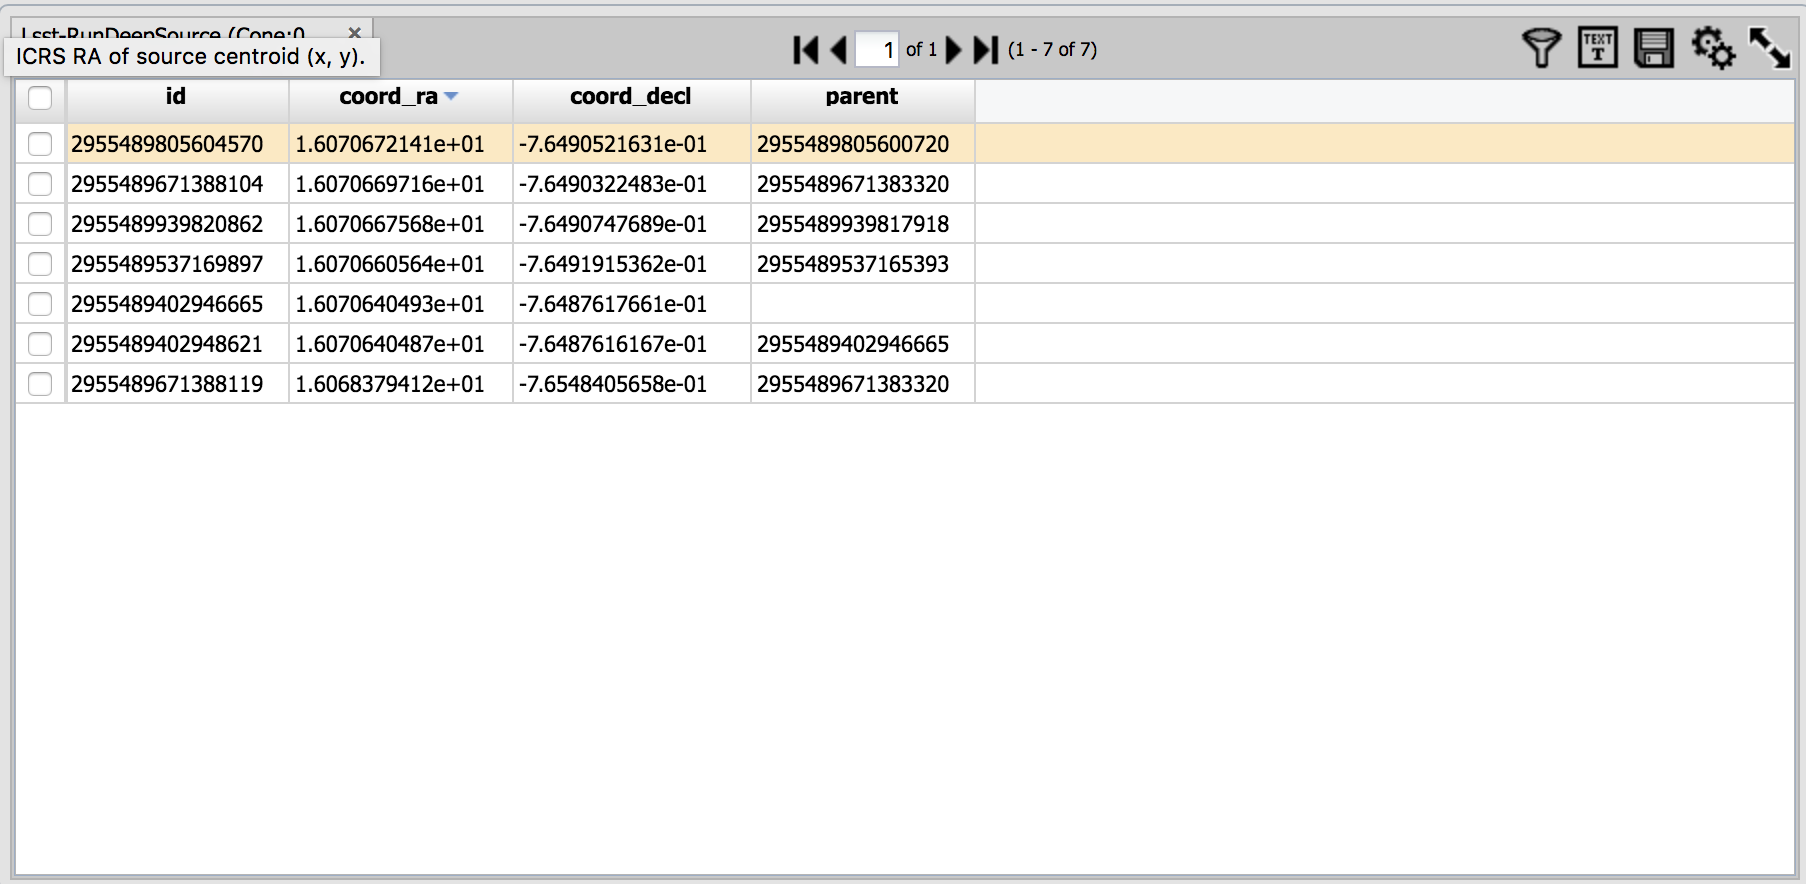 Lsst-RunDeepSource (Cone:0
ICRS RA of source centroid (x, y).
1 of 1 (1 - 7 of 7)
TEXT
T
id coord_ra coord_decl parent
2955489805604570 1.6070672141e+01 -7.6490521631e-01 2955489805600720
2955489671388104 1.6070669716e+01 -7.6490322483e-01 2955489671383320
2955489939820862 1.6070667568e+01 -7.6490747689e-01 2955489939817918
2955489537169897 1.6070660564e+01 -7.6491915362e-01 2955489537165393
2955489402946665 1.6070640493e+01 -7.6487617661e-01
2955489402948621 1.6070640487e+01 -7.6487616167e-01 2955489402946665
2955489671388119 1.6068379412e+01 -7.6548405658e-01 2955489671383320